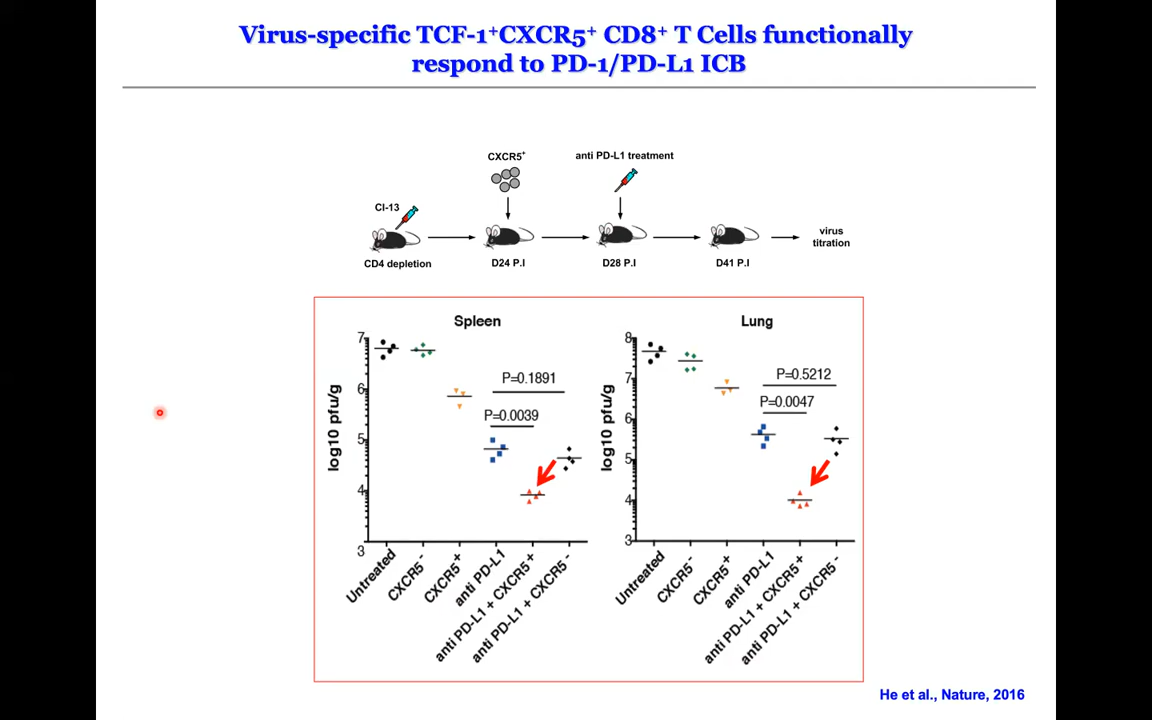 Virus-specific TCF-1⁺CXCR5⁺ CD8⁺ T Cells functionally
respond to PD-1/PD-L1 ICB
CXCR5⁺
anti PD-L1 treatment
Cl-13
virus
titration
CD4 depletion
D24 P.I
D28 P.I
D41 P.I
Spleen
7
6
5
4
3
log10 pfu/g
P=0.1891
P=0.0039
Untreated
CXCR5⁻
CXCR5⁺
anti PD-L1
anti PD-L1 + CXCR5⁺
anti PD-L1 + CXCR5⁻
Lung
8
7
6
5
4
3
log10 pfu/g
P=0.5212
P=0.0047
Untreated
CXCR5⁻
CXCR5⁺
anti PD-L1
anti PD-L1 + CXCR5⁺
anti PD-L1 + CXCR5⁻
He et al., Nature, 2016